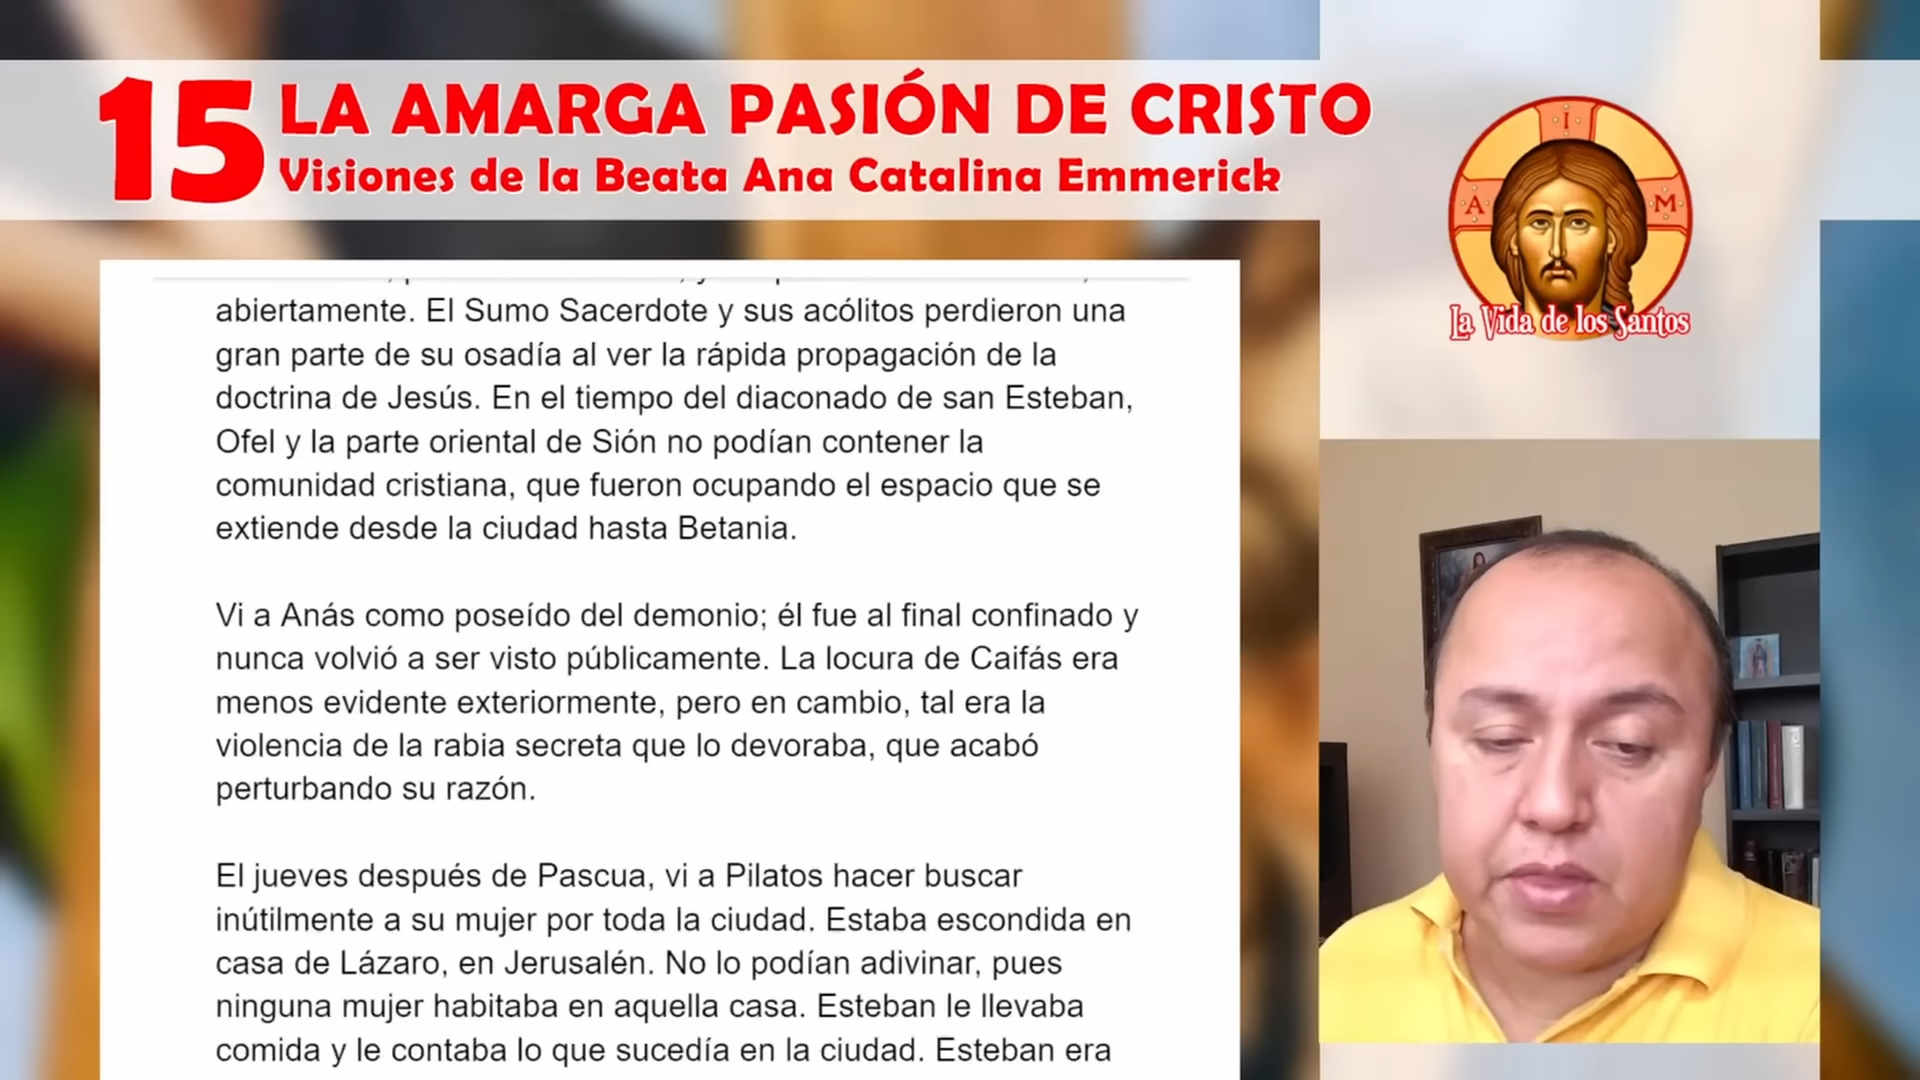 15
LA AMARGA PASIÓN DE CRISTO
Visiones de la Beata Ana Catalina Emmerick
I
A M
La Vida de los Santos
abiertamente. El Sumo Sacerdote y sus acólitos perdieron una
gran parte de su osadía al ver la rápida propagación de la
doctrina de Jesús. En el tiempo del diaconado de san Esteban,
Ofel y la parte oriental de Sión no podían contener la
comunidad cristiana, que fueron ocupando el espacio que se
extiende desde la ciudad hasta Betania.
Vi a Anás como poseído del demonio; él fue al final confinado y
nunca volvió a ser visto públicamente. La locura de Caifás era
menos evidente exteriormente, pero en cambio, tal era la
violencia de la rabia secreta que lo devoraba, que acabó
perturbando su razón.
El jueves después de Pascua, vi a Pilatos hacer buscar
inútilmente a su mujer por toda la ciudad. Estaba escondida en
casa de Lázaro, en Jerusalén. No lo podían adivinar, pues
ninguna mujer habitaba en aquella casa. Esteban le llevaba
comida y le contaba lo que sucedía en la ciudad. Esteban era